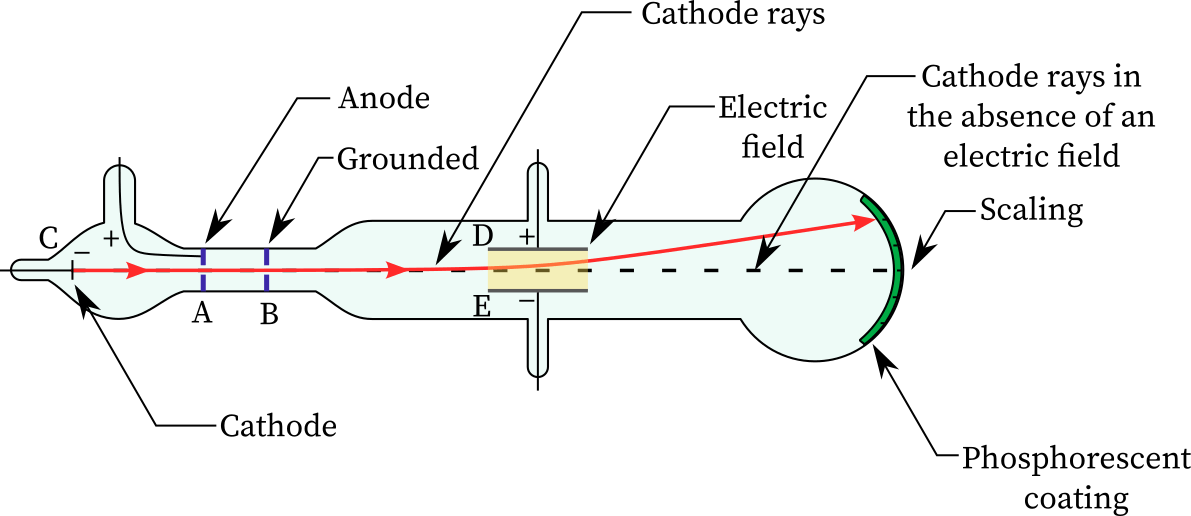 Cathode rays
Cathode rays in
the absence of an
electric field
Anode
Electric
field
Grounded
Scaling
C
+
−
D
+
E
−
A
B
Cathode
Phosphorescent
coating